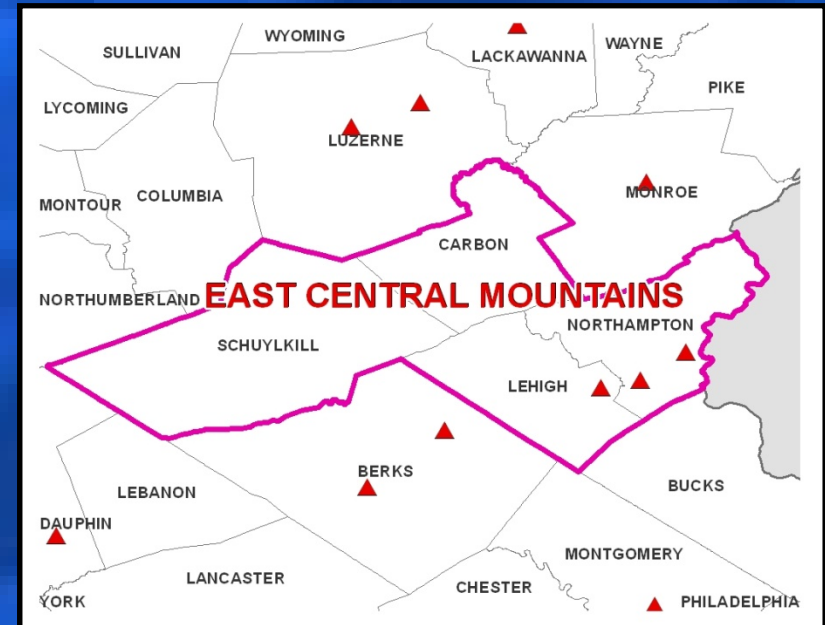 WYOMING
WAYNE
SULLIVAN
LACKAWANNA
PIKE
LYCOMING
LUZERNE
MONROE
COLUMBIA
MONTOUR
CARBON
NORTHUMBERLAND
EAST CENTRAL MOUNTAINS
NORTHAMPTON
SCHUYLKILL
LEHIGH
BERKS
BUCKS
LEBANON
DAUPHIN
MONTGOMERY
LANCASTER
CHESTER
YORK
PHILADELPHIA